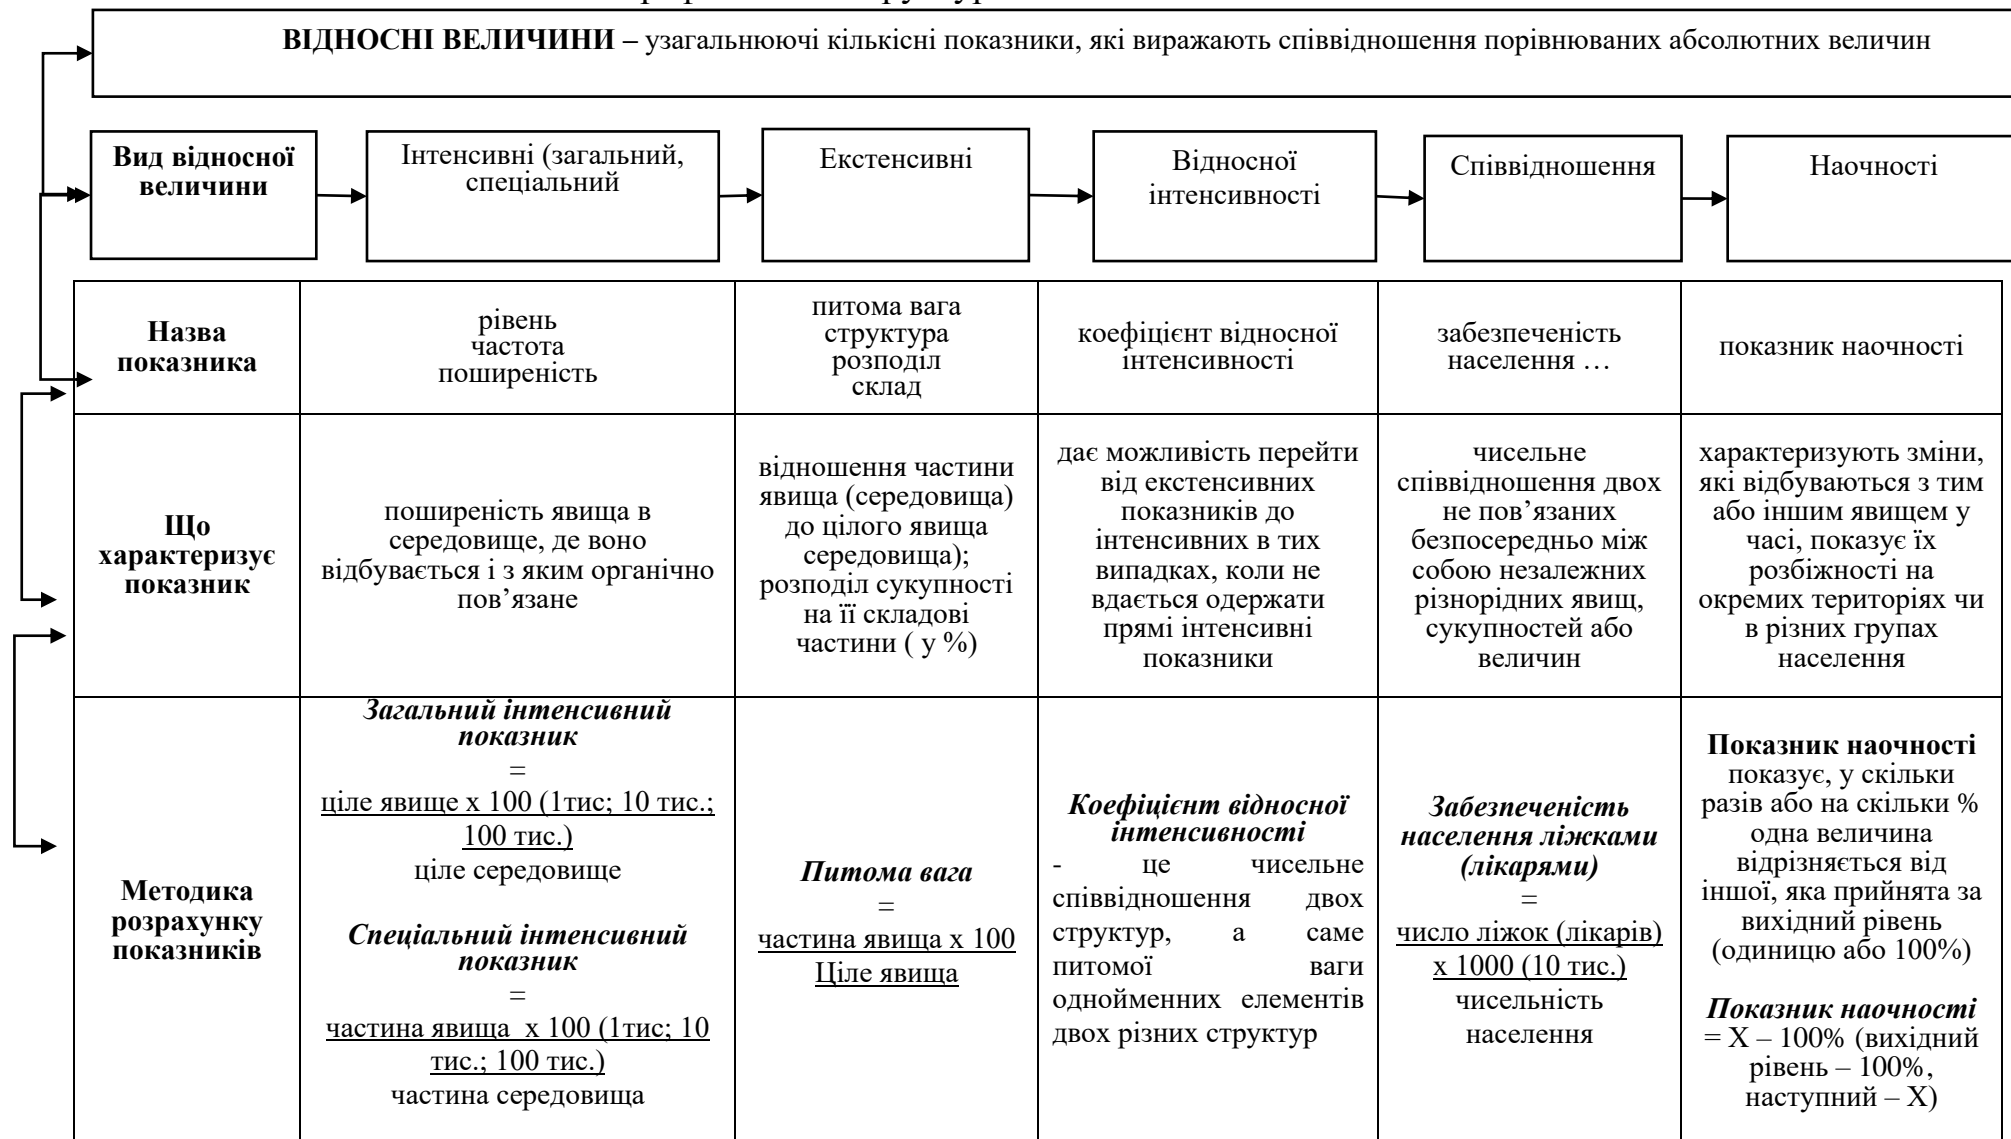 ВІДНОСНІ ВЕЛИЧИНИ – узагальнюючі кількісні показники, які виражають співвідношення порівнюваних абсолютних величин
Вид відносної
величини
Інтенсивні (загальний,
спеціальний
Екстенсивні
Відносної
інтенсивності
Співвідношення
Наочності
Назва
показника
рівень
частота
поширеність
питома вага
структура
розподіл
склад
коефіцієнт відносної
інтенсивності
забезпеченість
населення …
показник наочності
Що
характеризує
показник
поширеність явища в
середовище, де воно
відбувається і з яким органічно
пов’язане
відношення частини
явища (середовища)
до цілого явища
середовища);
розподіл сукупності
на її складові
частини ( у %)
дає можливість перейти
від екстенсивних
показників до
інтенсивних в тих
випадках, коли не
вдається одержати
прямі інтенсивні
показники
чисельне
співвідношення двох
не пов’язаних
безпосередньо між
собою незалежних
різнорідних явищ,
сукупностей або
величин
характеризують зміни,
які відбуваються з тим
або іншим явищем у
часі, показує їх
розбіжності на
окремих територіях чи
в різних групах
населення
Методика
розрахунку
показників
Загальний інтенсивний
показник
=
ціле явище х 100 (1тис; 10 тис.;
100 тис.)
ціле середовище
Спеціальний інтенсивний
показник
=
частина явища х 100 (1тис; 10
тис.; 100 тис.)
частина середовища
Питома вага
=
частина явища х 100
Ціле явища
Коефіцієнт відносної
інтенсивності
- це чисельне
співвідношення двох
структур, а саме
питомої ваги
однойменних елементів
двох різних структур
Забезпеченість
населення ліжками
(лікарями)
=
число ліжок (лікарів)
х 1000 (10 тис.)
чисельність
населення
Показник наочності
показує, у скільки
разів або на скільки %
одна величина
відрізняється від
іншої, яка прийнята за
вихідний рівень
(одиницю або 100%)
Показник наочності
= Х – 100% (вихідний
рівень – 100%,
наступний – Х)